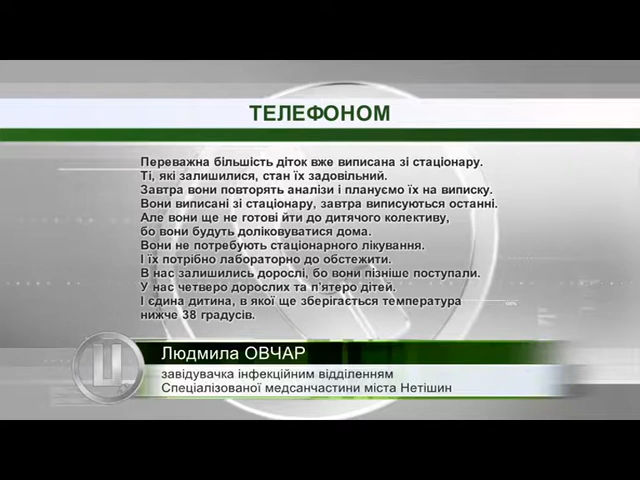 ТЕЛЕФОНОМ
Переважна більшість діток вже виписана зі стаціонару.
Ті, які залишилися, стан їх задовільний.
Завтра вони повторять аналізи і плануємо їх на виписку.
Вони виписані зі стаціонару, завтра виписуються останні.
Але вони ще не готові йти до дитячого колективу,
бо вони будуть доліковуватися дома.
Вони не потребують стаціонарного лікування.
І їх потрібно лабораторно до обстежити.
В нас залишились дорослі, бо вони пізніше поступали.
У нас четверо дорослих та п'ятеро дітей.
І єдина дитина, в якої ще зберігається температура
нижче 38 градусів.
Людмила ОВЧАР
завідувачка інфекційним відділенням
Спеціалізованої медсанчастини міста Нетішин
Ц